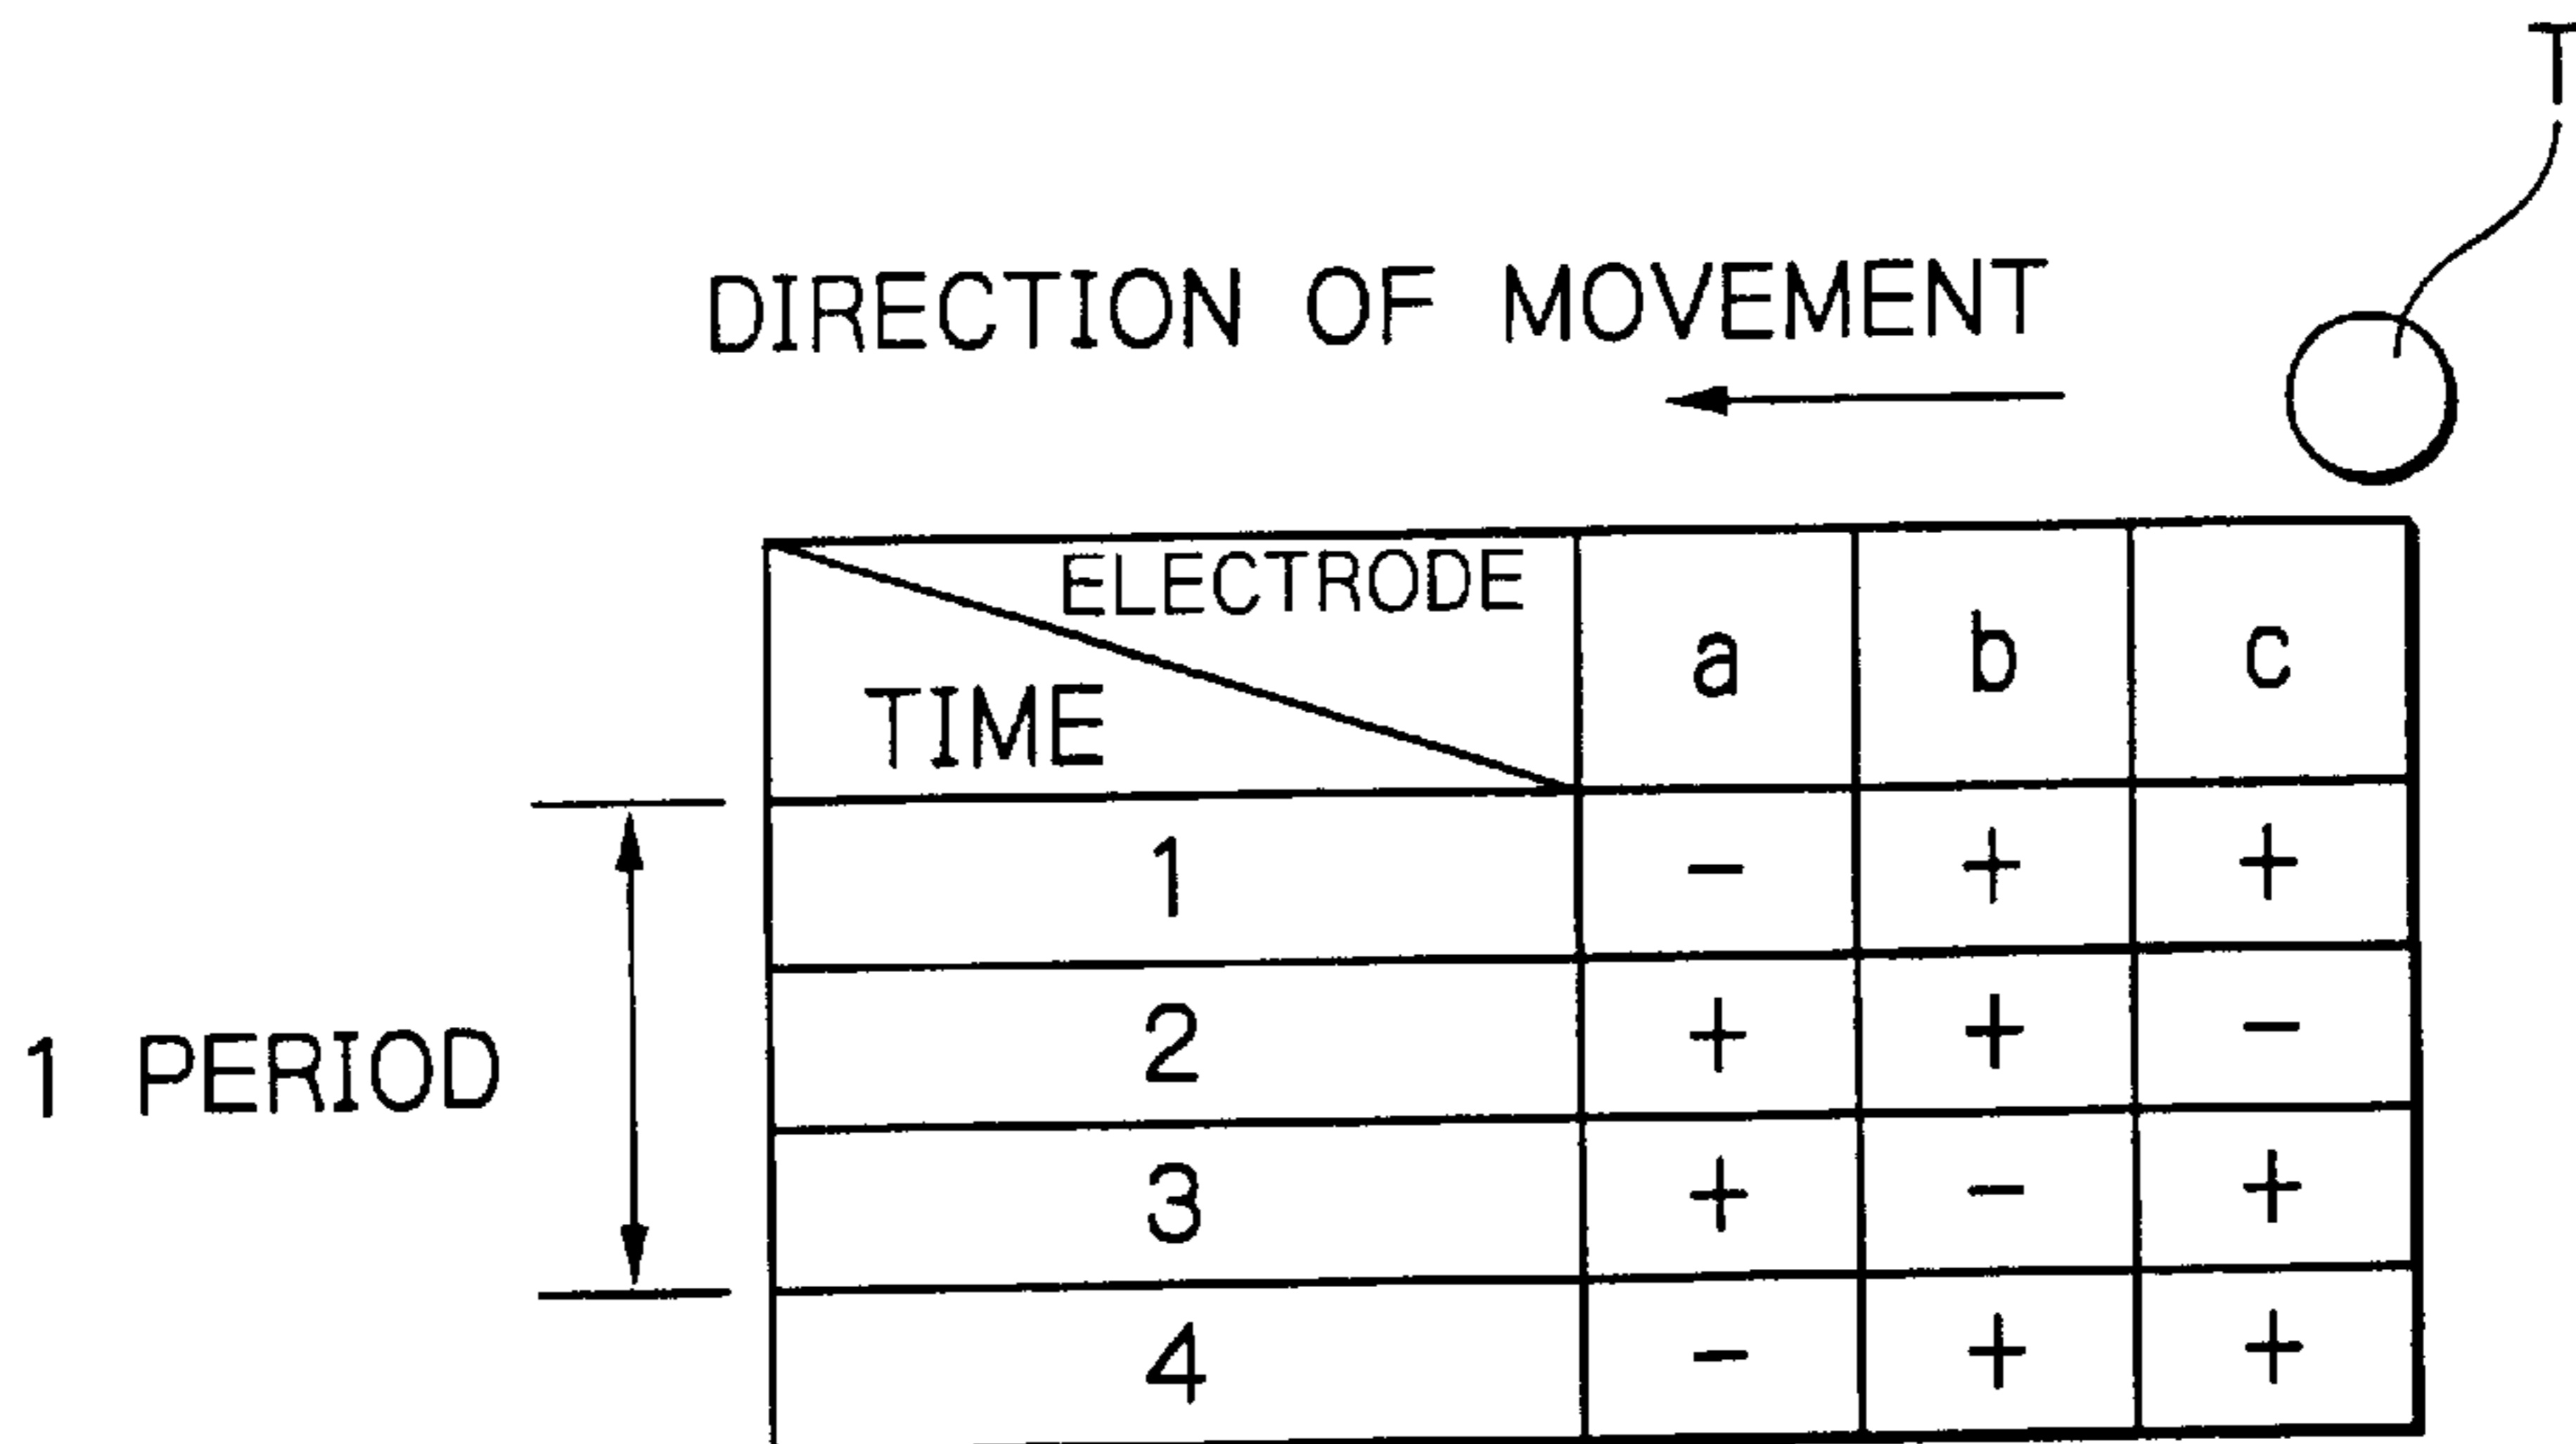 T
DIRECTION OF MOVEMENT
ELECTRODE a b c
TIME
1 - + +
2 + + -
1 PERIOD
3 + - +
4 - + +